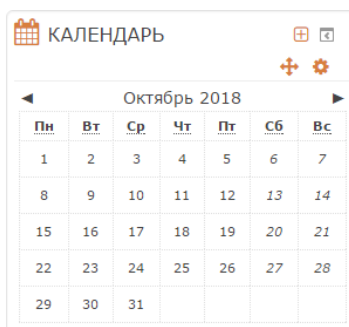 КАЛЕНДАРЬ
◄ Октябрь 2018 ►
Пн Вт Ср Чт Пт Сб Вс
1 2 3 4 5 6 7
8 9 10 11 12 13 14
15 16 17 18 19 20 21
22 23 24 25 26 27 28
29 30 31